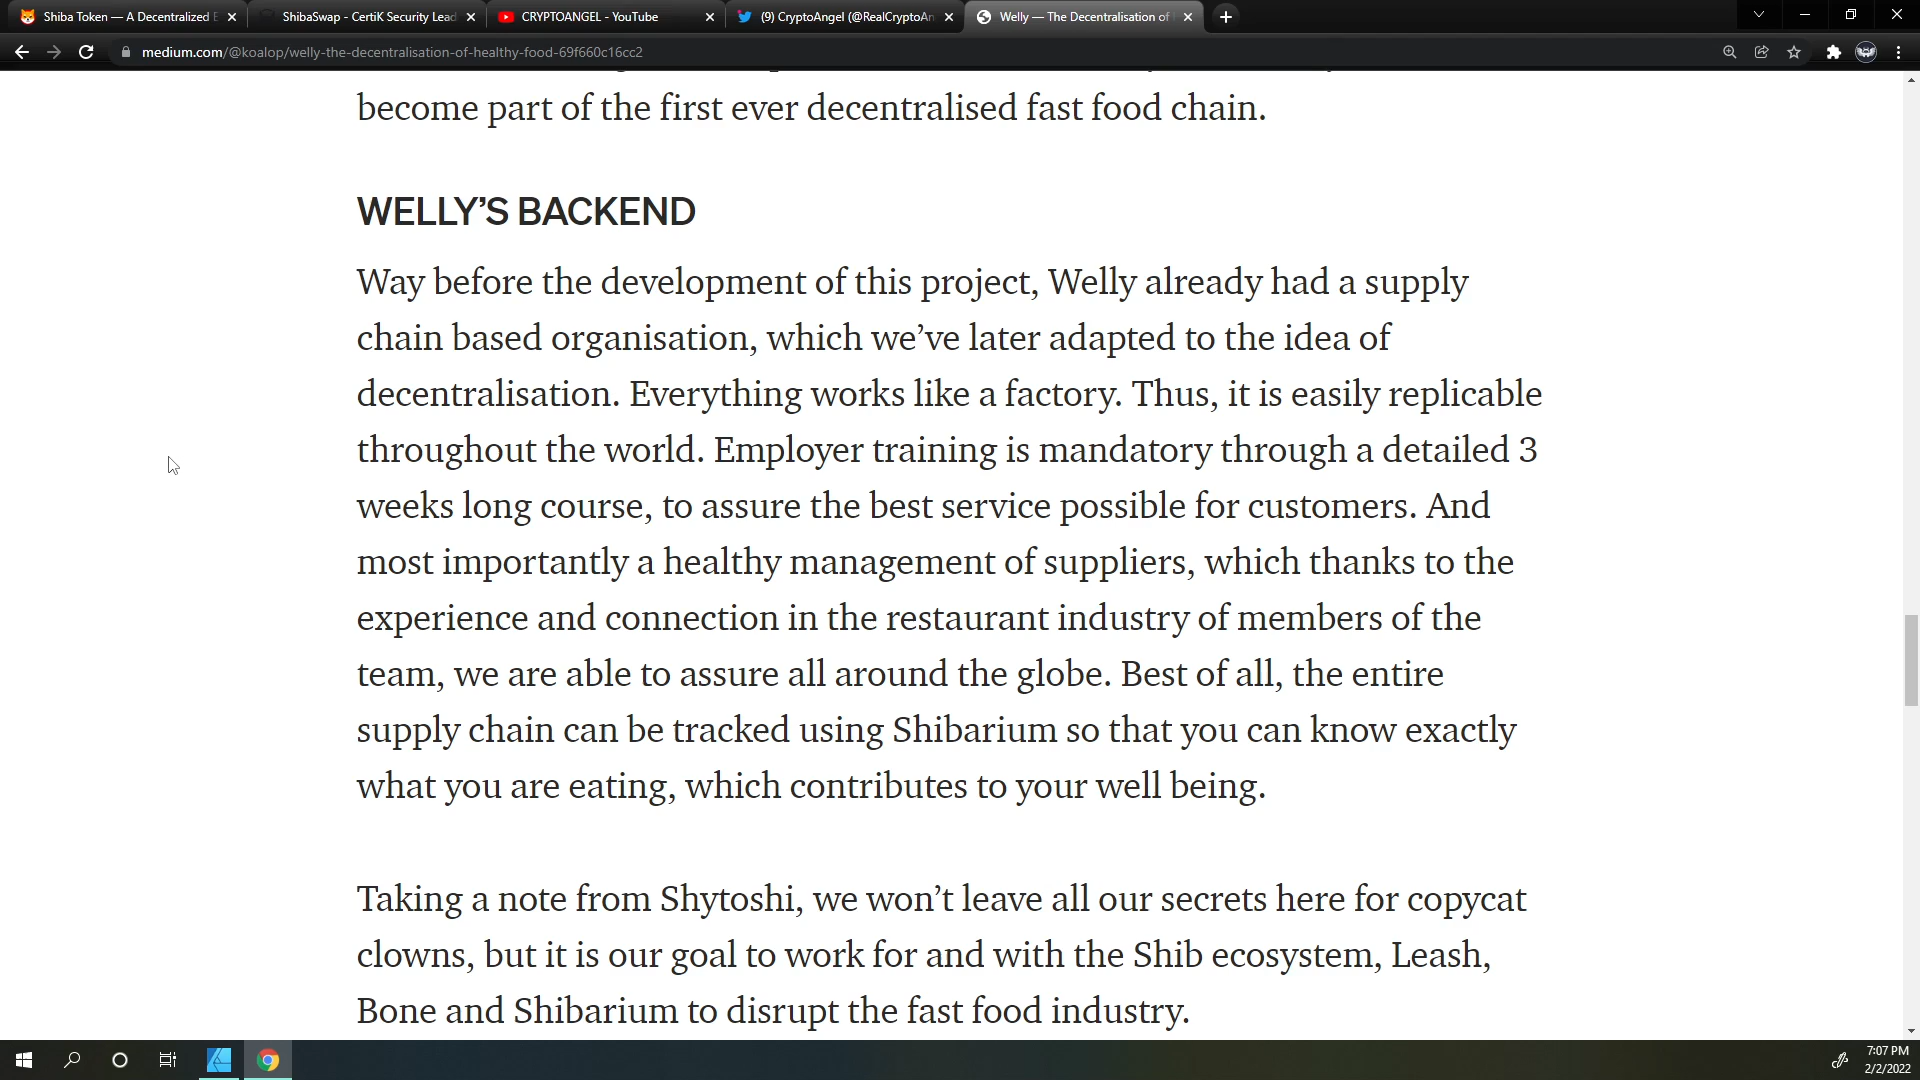 Shiba Token — A Decentralized E
ShibaSwap - CertiK Security Lead
CRYPTOANGEL - YouTube
(9) CryptoAngel (@RealCryptoAn
Welly — The Decentralisation of
medium.com/@koalop/welly-the-decentralisation-of-healthy-food-69f660c16cc2
become part of the first ever decentralised fast food chain.
WELLY’S BACKEND
Way before the development of this project, Welly already had a supply
chain based organisation, which we’ve later adapted to the idea of
decentralisation. Everything works like a factory. Thus, it is easily replicable
throughout the world. Employer training is mandatory through a detailed 3
weeks long course, to assure the best service possible for customers. And
most importantly a healthy management of suppliers, which thanks to the
experience and connection in the restaurant industry of members of the
team, we are able to assure all around the globe. Best of all, the entire
supply chain can be tracked using Shibarium so that you can know exactly
what you are eating, which contributes to your well being.
Taking a note from Shytoshi, we won’t leave all our secrets here for copycat
clowns, but it is our goal to work for and with the Shib ecosystem, Leash,
Bone and Shibarium to disrupt the fast food industry.
7:07 PM
2/2/2022